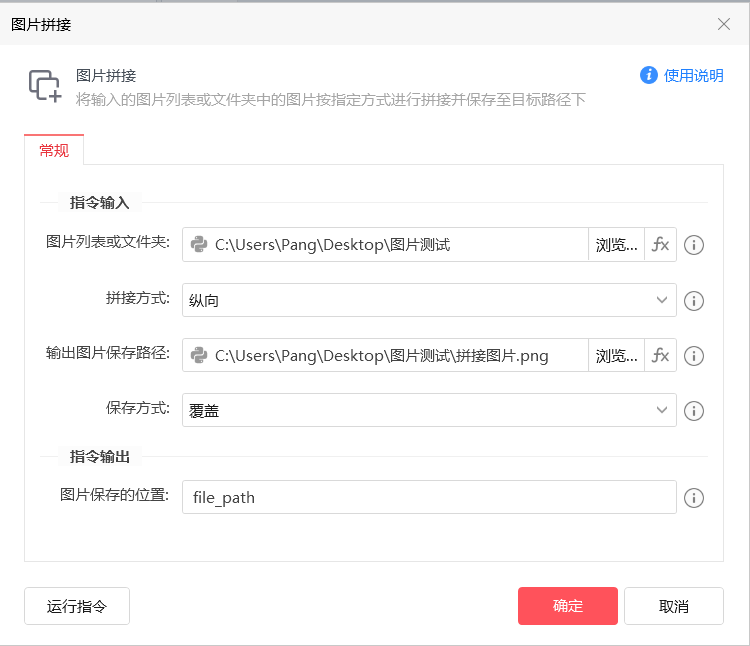 图片拼接
图片拼接
使用说明
将输入的图片列表或文件夹中的图片按指定方式进行拼接并保存至目标路径下
常规
指令输入
图片列表或文件夹: C:\Users\Pang\Desktop\图片测试 浏览... fx
拼接方式: 纵向
输出图片保存路径: C:\Users\Pang\Desktop\图片测试\拼接图片.png 浏览... fx
保存方式: 覆盖
指令输出
图片保存的位置: file_path
运行指令 确定 取消